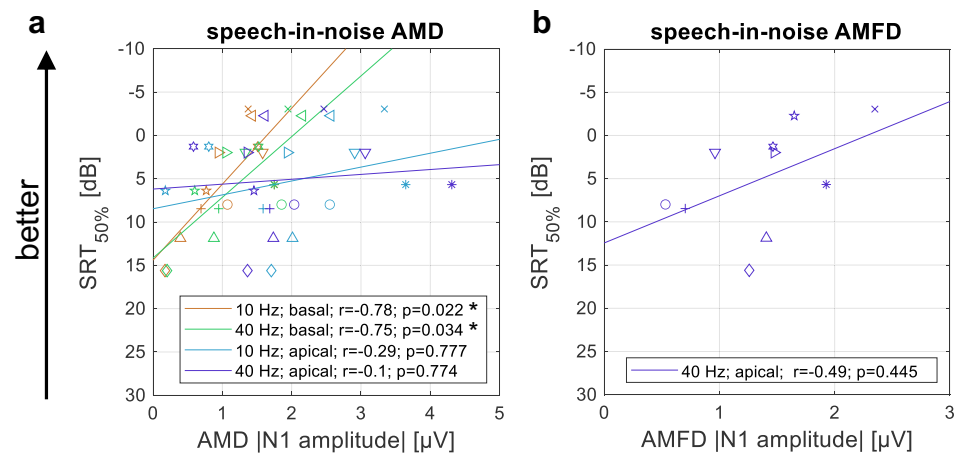 a
speech-in-noise AMD
better
SRT50% [dB]
-10
-5
0
5
10
15
20
25
30
10 Hz; basal; r=-0.78; p=0.022 *
40 Hz; basal; r=-0.75; p=0.034 *
10 Hz; apical; r=-0.29; p=0.777
40 Hz; apical; r=-0.1; p=0.774
0 1 2 3 4 5
AMD |N1 amplitude| [µV]
b
speech-in-noise AMFD
SRT50% [dB]
-10
-5
0
5
10
15
20
25
30
40 Hz; apical; r=-0.49; p=0.445
0 1 2 3
AMFD |N1 amplitude| [µV]